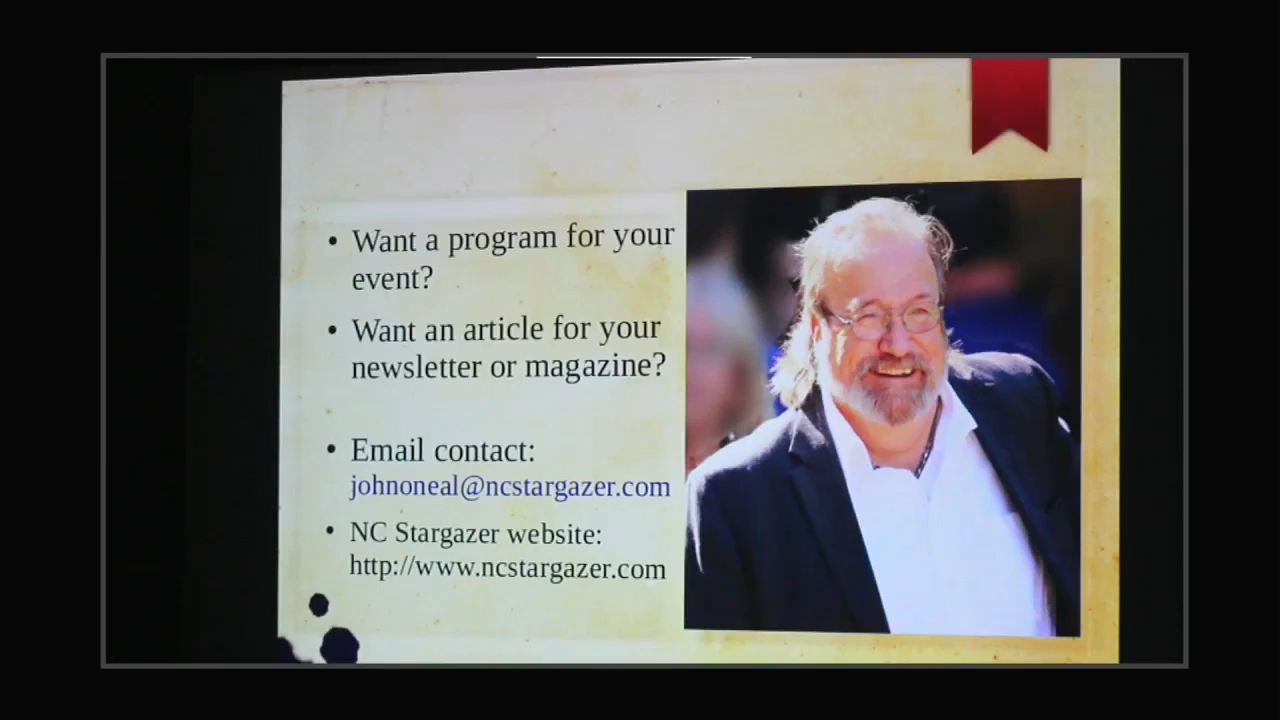 • Want a program for your
event?
• Want an article for your
newsletter or magazine?
• Email contact:
johnoneal@ncstargazer.com
• NC Stargazer website:
http://www.ncstargazer.com